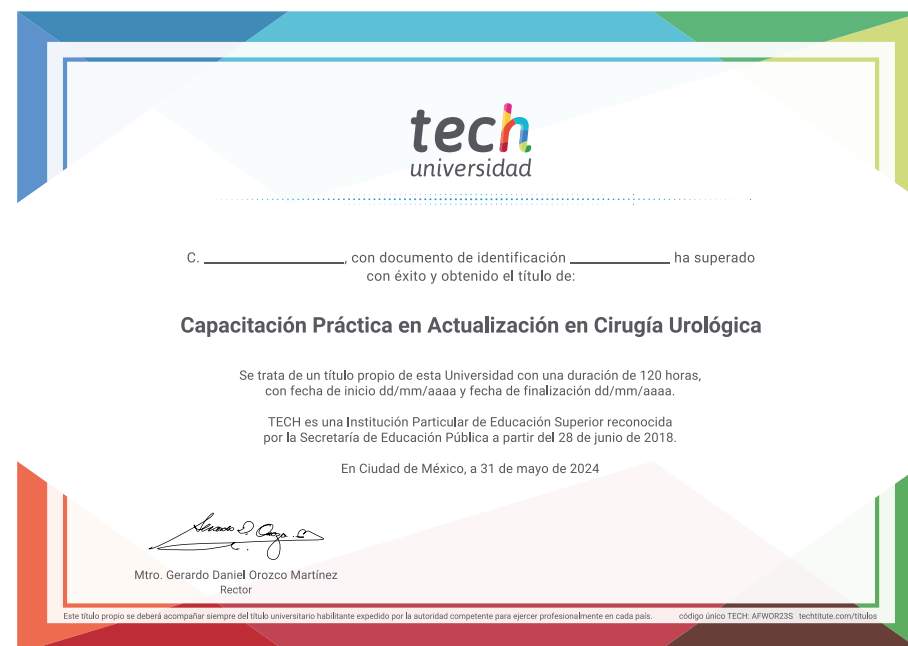 tech
universidad
C. ____________, con documento de identificación ____________ ha superado
con éxito y obtenido el título de:
Capacitación Práctica en Actualización en Cirugía Urológica
Se trata de un título propio de esta Universidad con una duración de 120 horas,
con fecha de inicio dd/mm/aaaa y fecha de finalización dd/mm/aaaa.
TECH es una Institución Particular de Educación Superior reconocida
por la Secretaría de Educación Pública a partir del 28 de junio de 2018.
En Ciudad de México, a 31 de mayo de 2024
Mtro. Gerardo Daniel Orozco Martínez
Rector
Este título propio se deberá acompañar siempre del título universitario habilitante expedido por la autoridad competente para ejercer profesionalmente en cada país. código único TECH: AFWOR23S techtitute.com/títulos